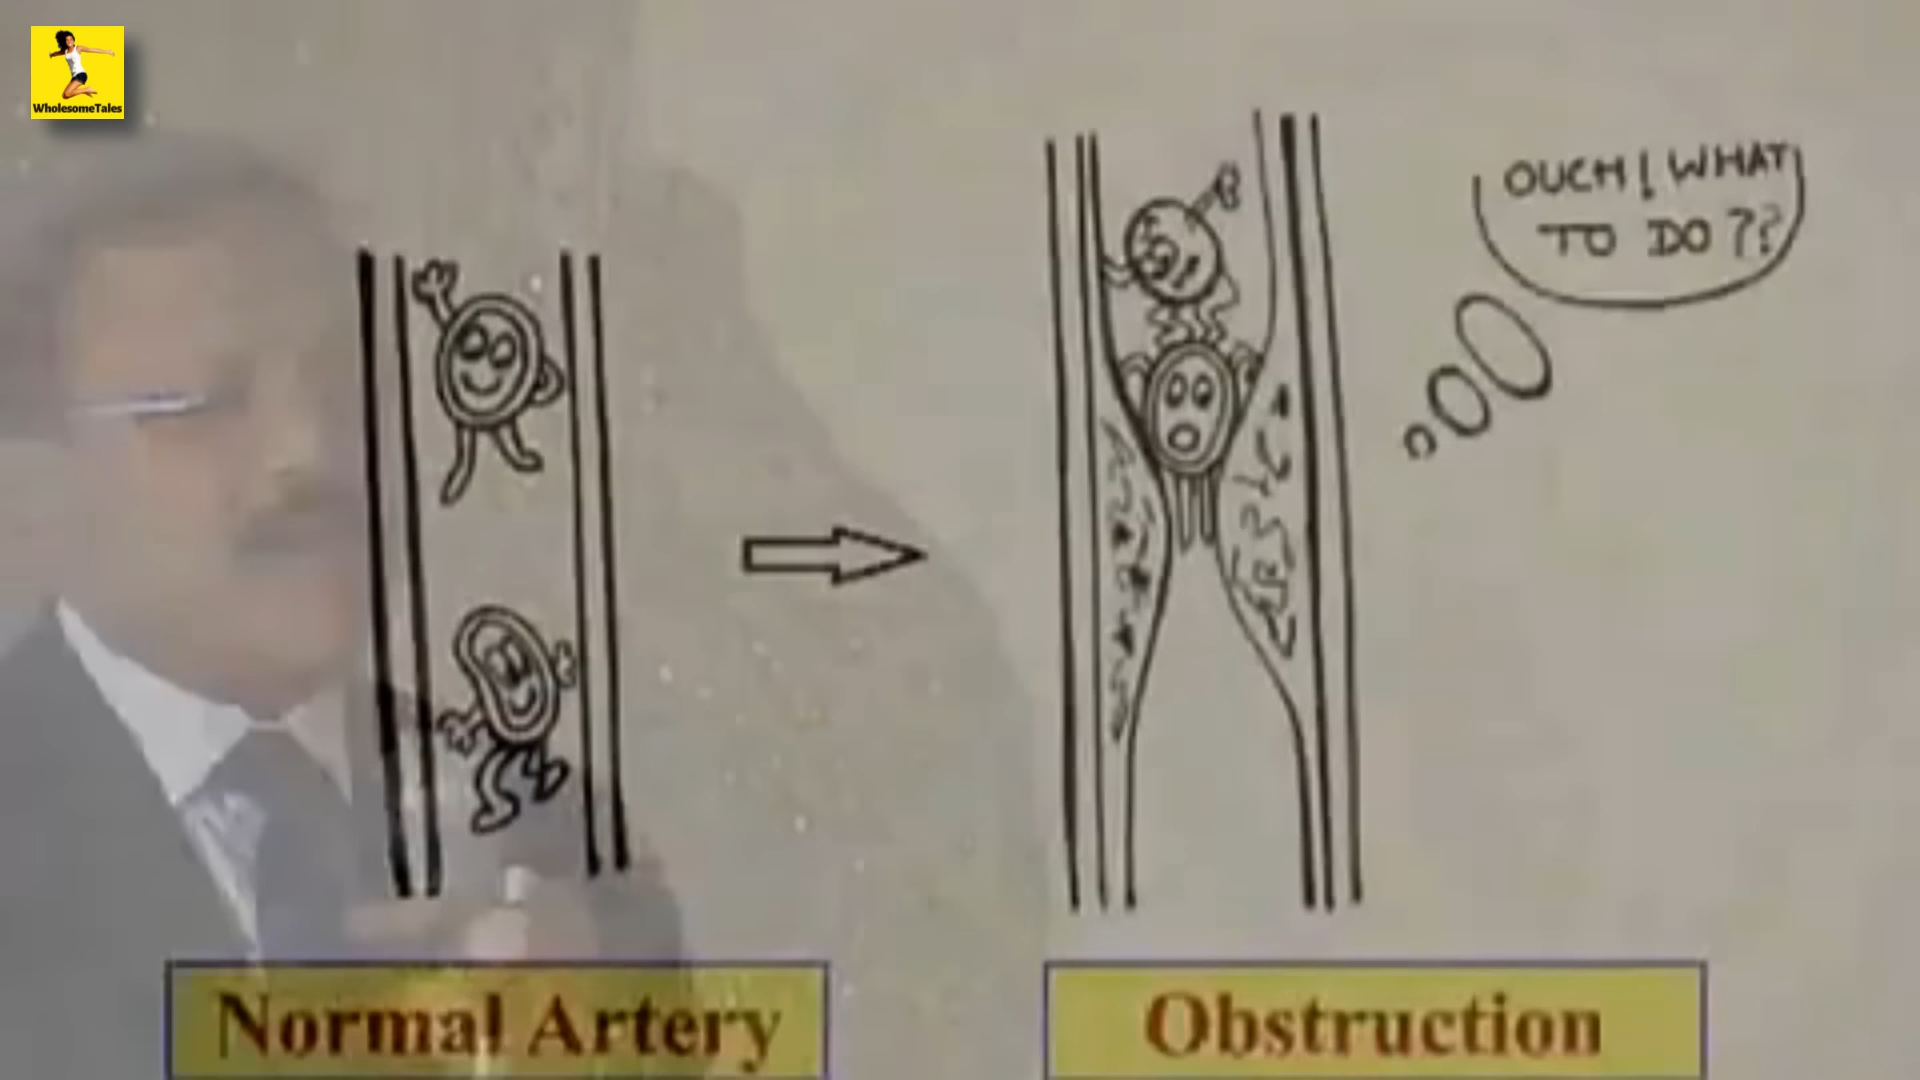 WholesomeTales
OUCH! WHAT
TO DO??
Normal Artery
Obstruction